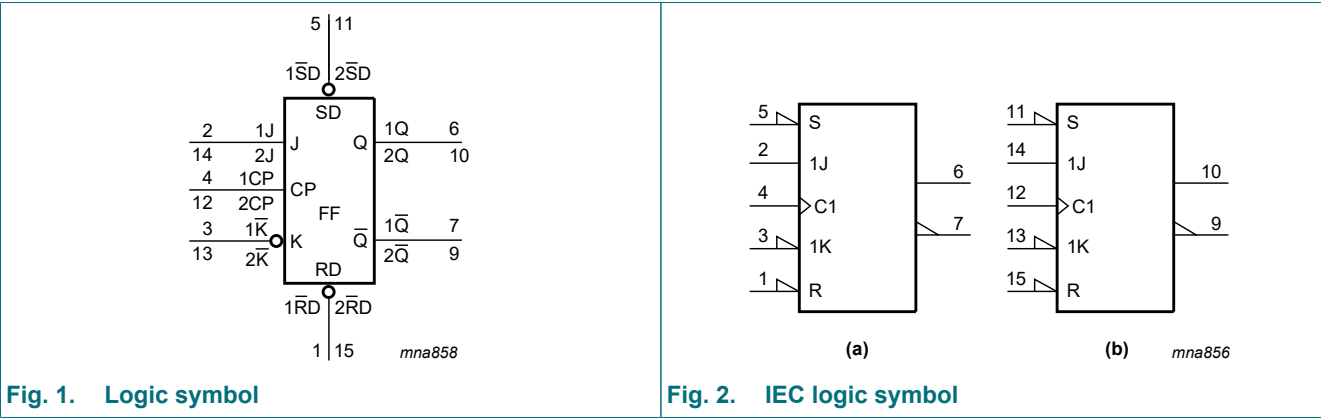 5 11
1S̅D 2S̅D
SD
2 1J J Q 1Q 6
14 2J 2Q 10
4 1CP CP
12 2CP
FF
3 1K̅ K Q̅ 1Q̅ 7
13 2K̅ 2Q̅ 9
RD
1R̅D 2R̅D
1 15 mna858
Fig. 1. Logic symbol
5 S
2 1J
6
4 C1
7
3 1K
1 R
(a)
11 S
14 1J
10
12 C1
9
13 1K
15 R
(b) mna856
Fig. 2. IEC logic symbol